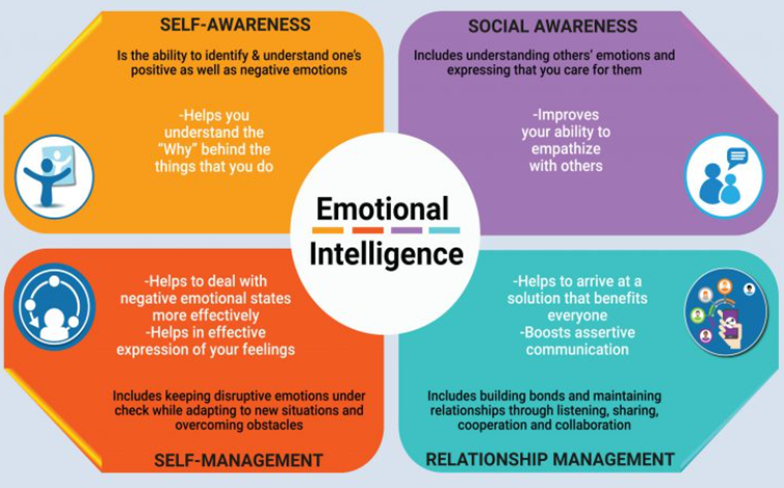 SELF-AWARENESS
Is the ability to identify & understand one's
positive as well as negative emotions
-Helps you
understand the
"Why" behind the
things that you do
SOCIAL AWARENESS
Includes understanding others' emotions and
expressing that you care for them
-Improves
your ability to
empathize
with others
Emotional
Intelligence
-Helps to deal with
negative emotional states
more effectively
-Helps in effective
expression of your feelings
Includes keeping disruptive emotions under
check while adapting to new situations and
overcoming obstacles
SELF-MANAGEMENT
-Helps to arrive at a
solution that benefits
everyone
-Boosts assertive
communication
Includes building bonds and maintaining
relationships through listening, sharing,
cooperation and collaboration
RELATIONSHIP MANAGEMENT